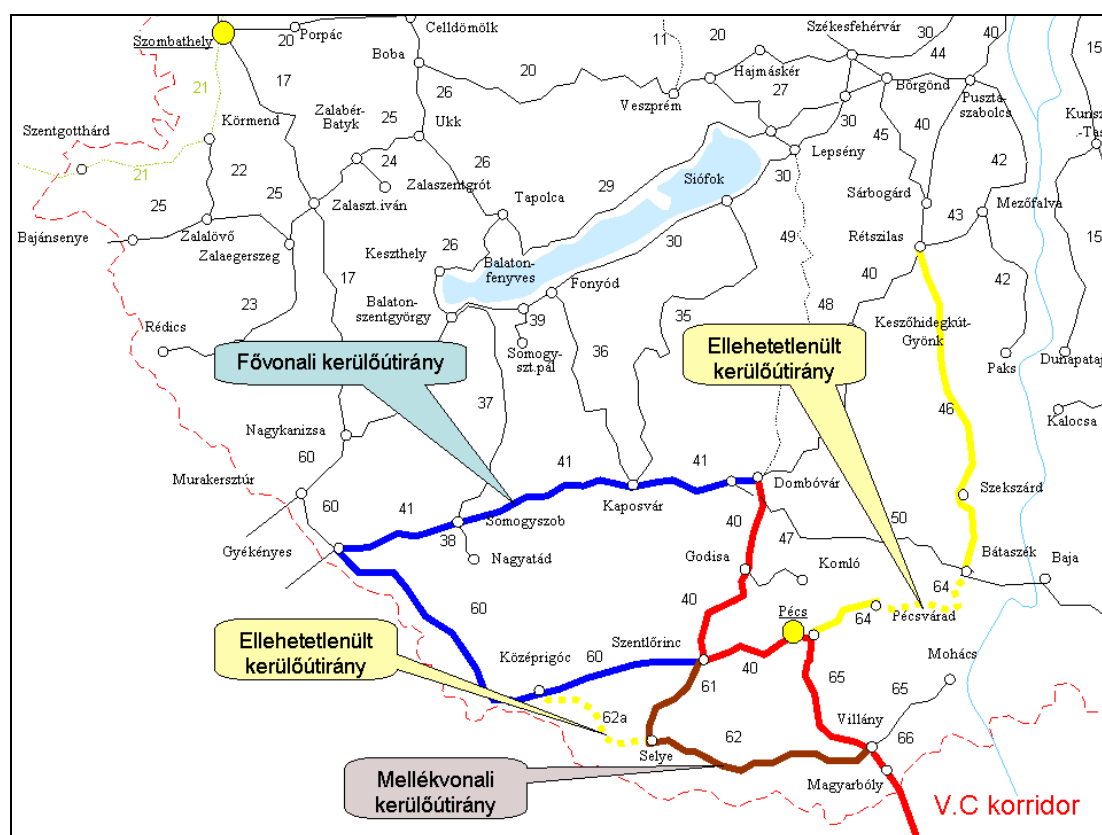 Szombathely
20
Porpác
Celldömölk
Székesfehérvár
30
40
15
44
11
20
Boba
Hajmáskér
Börgönd
17
20
21
26
27
Veszprém
Puszta-
szabolcs
Zalabér-
Batyk
25
Ukk
30
45
40
Kunsz
.-Tas
Szentgotthárd
Körmend
24
26
Lepsény
42
21
22
Zalaszentgrót
29
Siófok
30
25
25
Zalaszt.iván
Tapolca
Sárbogárd
43
Mezőfalva
Bajánsenye
Zalalövő
Zalaegerszeg
Keszthely
26
30
49
Rétszilas
15
17
Balaton-
fenyves
Fonyód
40
42
23
Balaton-
szentgyörgy
48
Rédics
39
35
Keszőhidegkút-
Gyönk
Fővonali kerülőútirány
Somogy-
szt.pál
36
Ellehetetlenült
kerülőútirány
Paks
Dunapataj
37
46
Kalocsa
Nagykanizsa
60
Murakersztúr
41
41
Dombóvár
Szekszárd
60
41
Somogyszob
Kaposvár
50
38
40
47
Gyékényes
Nagyatád
Godisa
Komló
Bátaszék
Baja
64
60
40
Pécs
64
Pécsvárad
Ellehetetlenült
kerülőútirány
Középrigóc
60
Szentlőrinc
40
Mohács
61
65
65
62a
62
Villány
66
Selye
Mellékvonali
kerülőútirány
Magyarbóly
V.C korridor